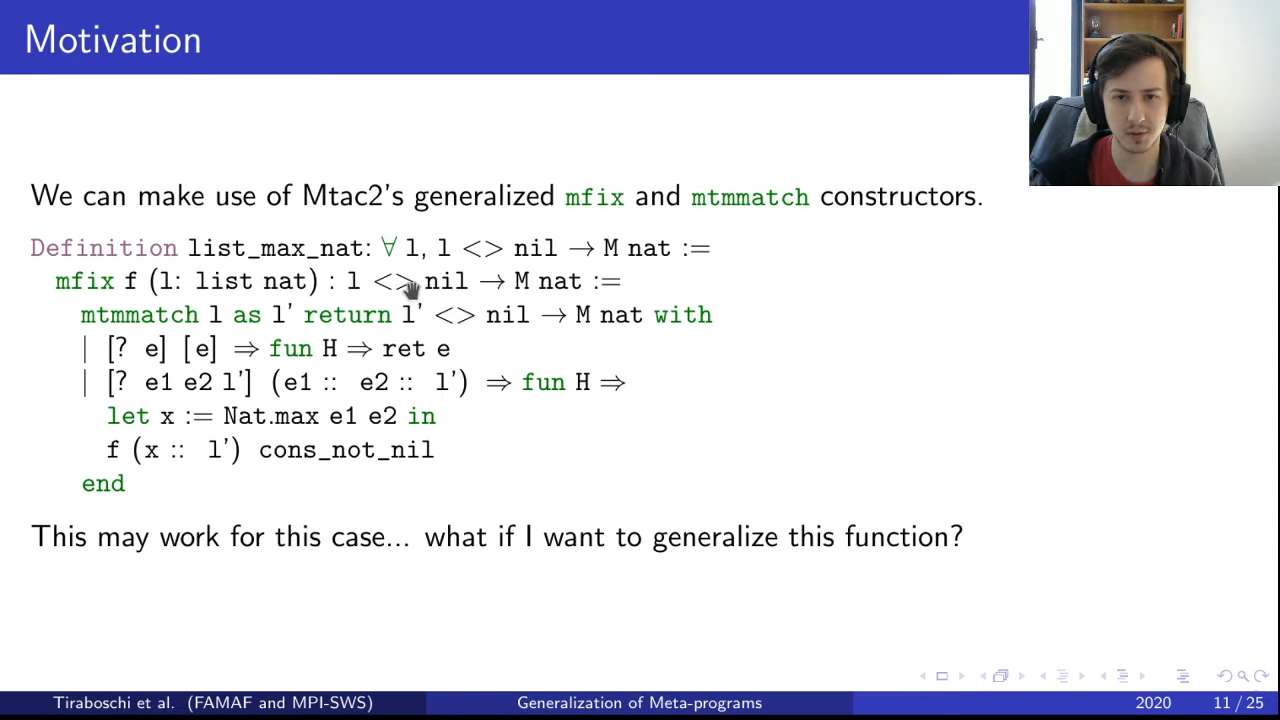 Motivation
We can make use of Mtac2's generalized mfix and mtmmatch constructors.
Definition list_max_nat: ∀ l, l <> nil → M nat :=
mfix f (l: list nat) : l <> nil → M nat :=
mtmmatch l as l' return l' <> nil → M nat with
| [? e] [e] ⇒ fun H ⇒ ret e
| [? e1 e2 l'] (e1 :: e2 :: l') ⇒ fun H ⇒
let x := Nat.max e1 e2 in
f (x :: l') cons_not_nil
end
This may work for this case... what if I want to generalize this function?
Tiraboschi et al. (FAMAF and MPI-SWS) Generalization of Meta-programs 2020 11 / 25